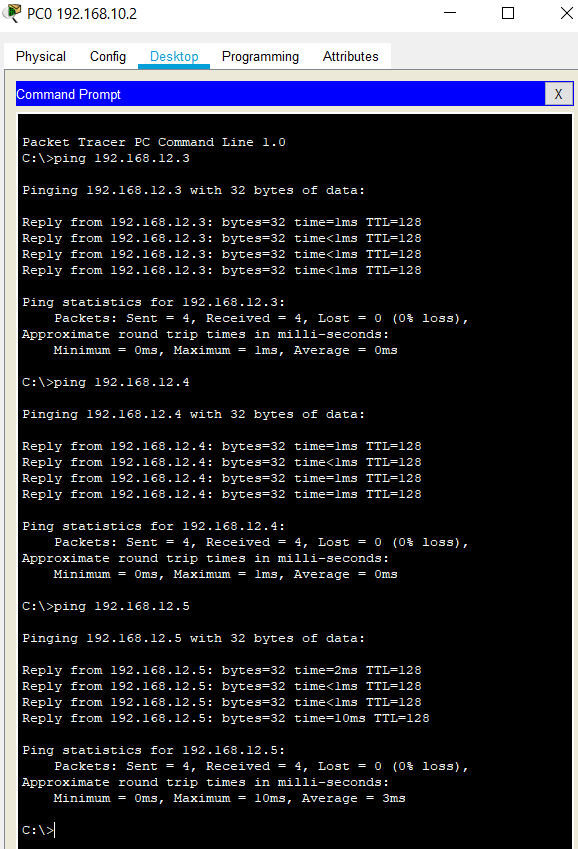 PC0 192.168.10.2
Physical Config Desktop Programming Attributes
Command Prompt X
Packet Tracer PC Command Line 1.0
C:\>ping 192.168.12.3
Pinging 192.168.12.3 with 32 bytes of data:
Reply from 192.168.12.3: bytes=32 time=1ms TTL=128
Reply from 192.168.12.3: bytes=32 time<1ms TTL=128
Reply from 192.168.12.3: bytes=32 time<1ms TTL=128
Reply from 192.168.12.3: bytes=32 time<1ms TTL=128
Ping statistics for 192.168.12.3:
Packets: Sent = 4, Received = 4, Lost = 0 (0% loss),
Approximate round trip times in milli-seconds:
Minimum = 0ms, Maximum = 1ms, Average = 0ms
C:\>ping 192.168.12.4
Pinging 192.168.12.4 with 32 bytes of data:
Reply from 192.168.12.4: bytes=32 time=1ms TTL=128
Reply from 192.168.12.4: bytes=32 time<1ms TTL=128
Reply from 192.168.12.4: bytes=32 time=1ms TTL=128
Reply from 192.168.12.4: bytes=32 time=1ms TTL=128
Ping statistics for 192.168.12.4:
Packets: Sent = 4, Received = 4, Lost = 0 (0% loss),
Approximate round trip times in milli-seconds:
Minimum = 0ms, Maximum = 1ms, Average = 0ms
C:\>ping 192.168.12.5
Pinging 192.168.12.5 with 32 bytes of data:
Reply from 192.168.12.5: bytes=32 time=2ms TTL=128
Reply from 192.168.12.5: bytes=32 time<1ms TTL=128
Reply from 192.168.12.5: bytes=32 time<1ms TTL=128
Reply from 192.168.12.5: bytes=32 time=10ms TTL=128
Ping statistics for 192.168.12.5:
Packets: Sent = 4, Received = 4, Lost = 0 (0% loss),
Approximate round trip times in milli-seconds:
Minimum = 0ms, Maximum = 10ms, Average = 3ms
C:\>